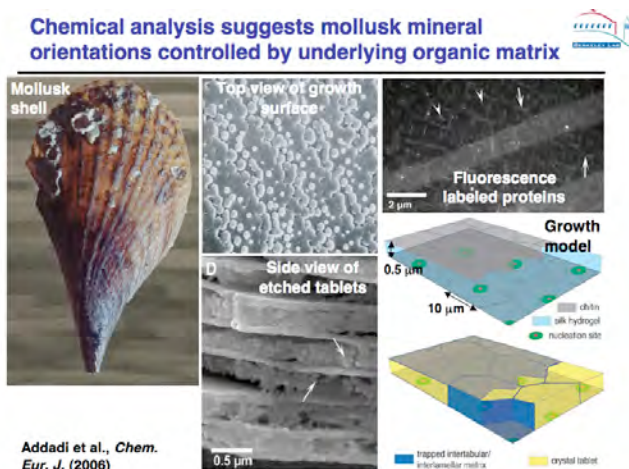 Chemical analysis suggests mollusk mineral
orientations controlled by underlying organic matrix
BERKELEY LAB
Mollusk
shell
Top view of growth
surface
Fluorescence
labeled proteins
2 µm
D
Side view of
etched tablets
0.5 µm
Growth
model
0.5 µm
10 µm
chitin
silk hydrogel
nucleation site
trapped intertabular/
interlamellar matrix
crystal tablet
Addadi et al., Chem.
Eur. J. (2006)